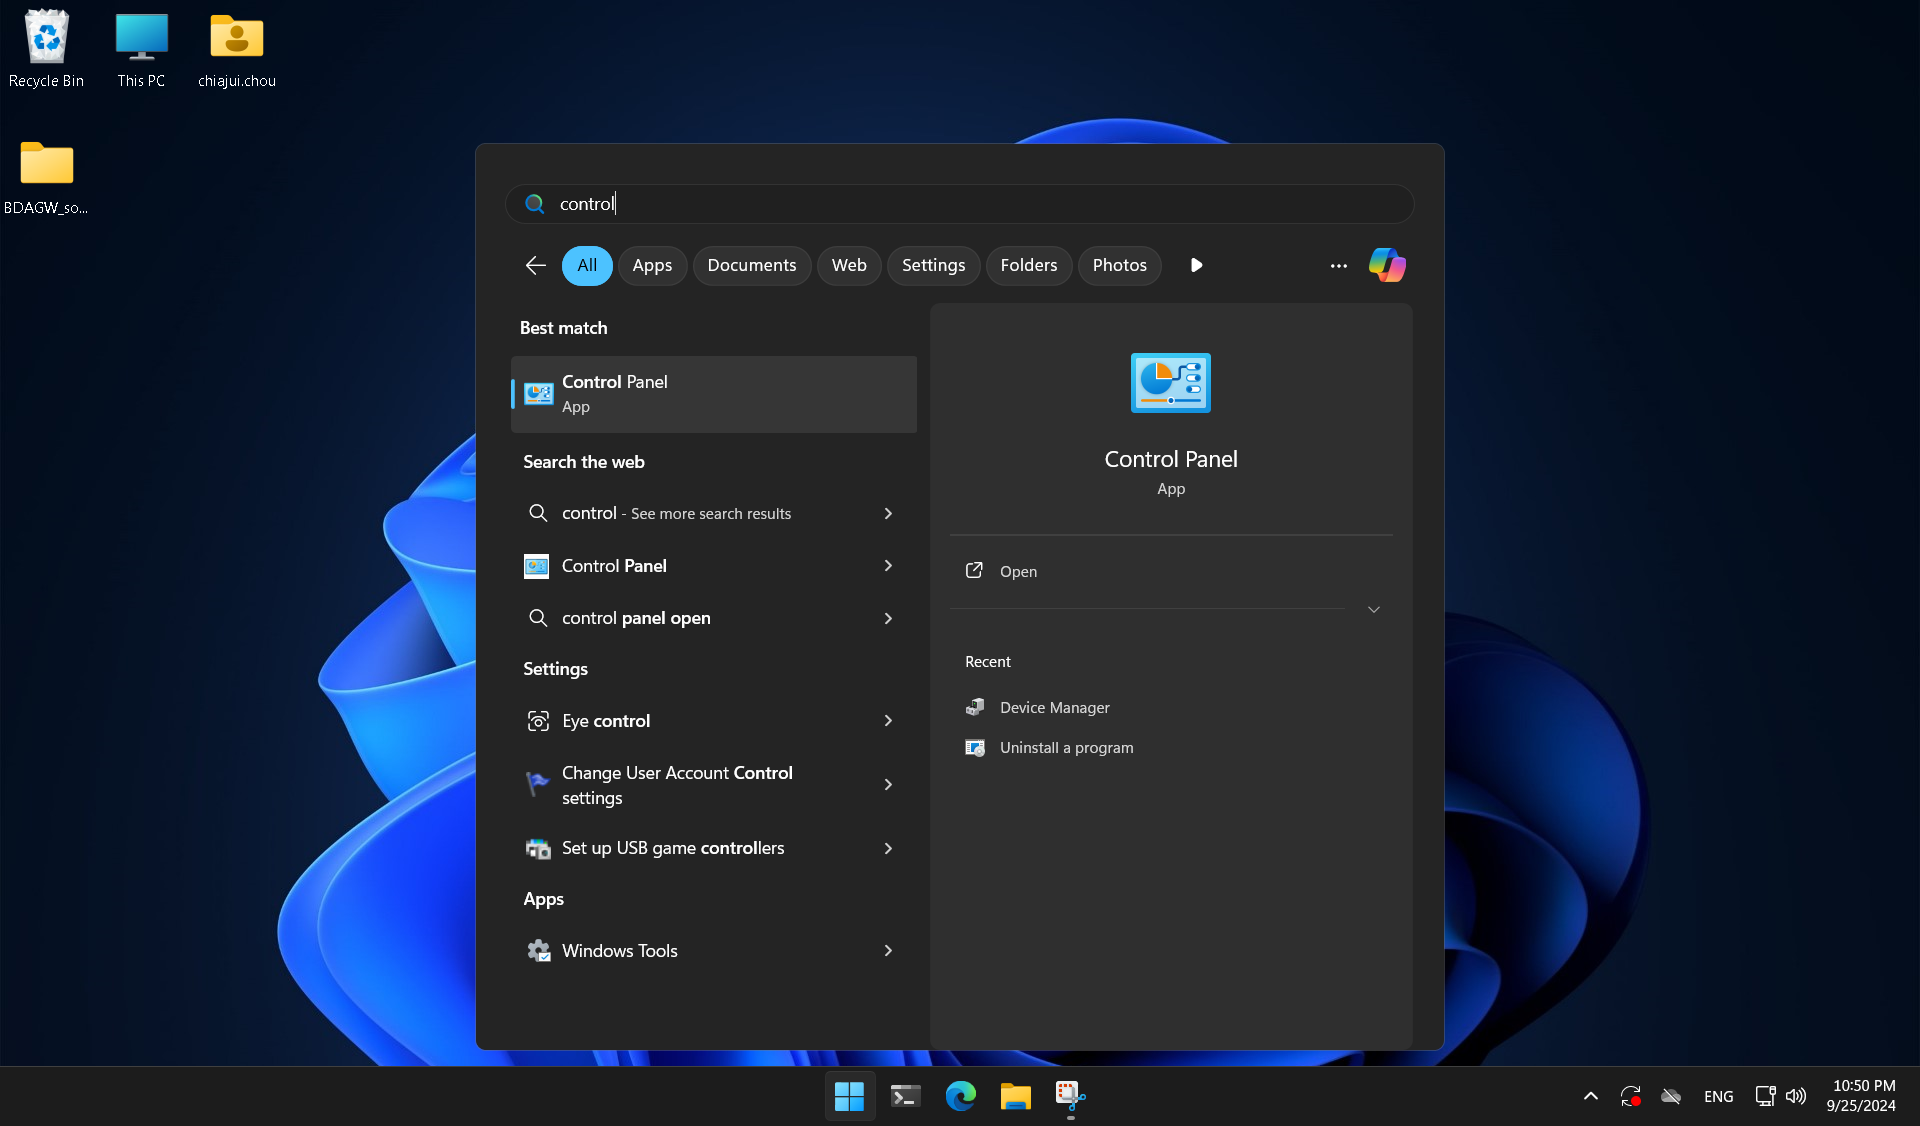 Recycle Bin
This PC
chiajui.chou
BDAGW_so...
control
All
Apps
Documents
Web
Settings
Folders
Photos
Best match
Control Panel
App
Search the web
control - See more search results
Control Panel
control panel open
Settings
Eye control
Change User Account Control
settings
Set up USB game controllers
Apps
Windows Tools
Control Panel
App
Open
Recent
Device Manager
Uninstall a program
ENG
10:50 PM
9/25/2024